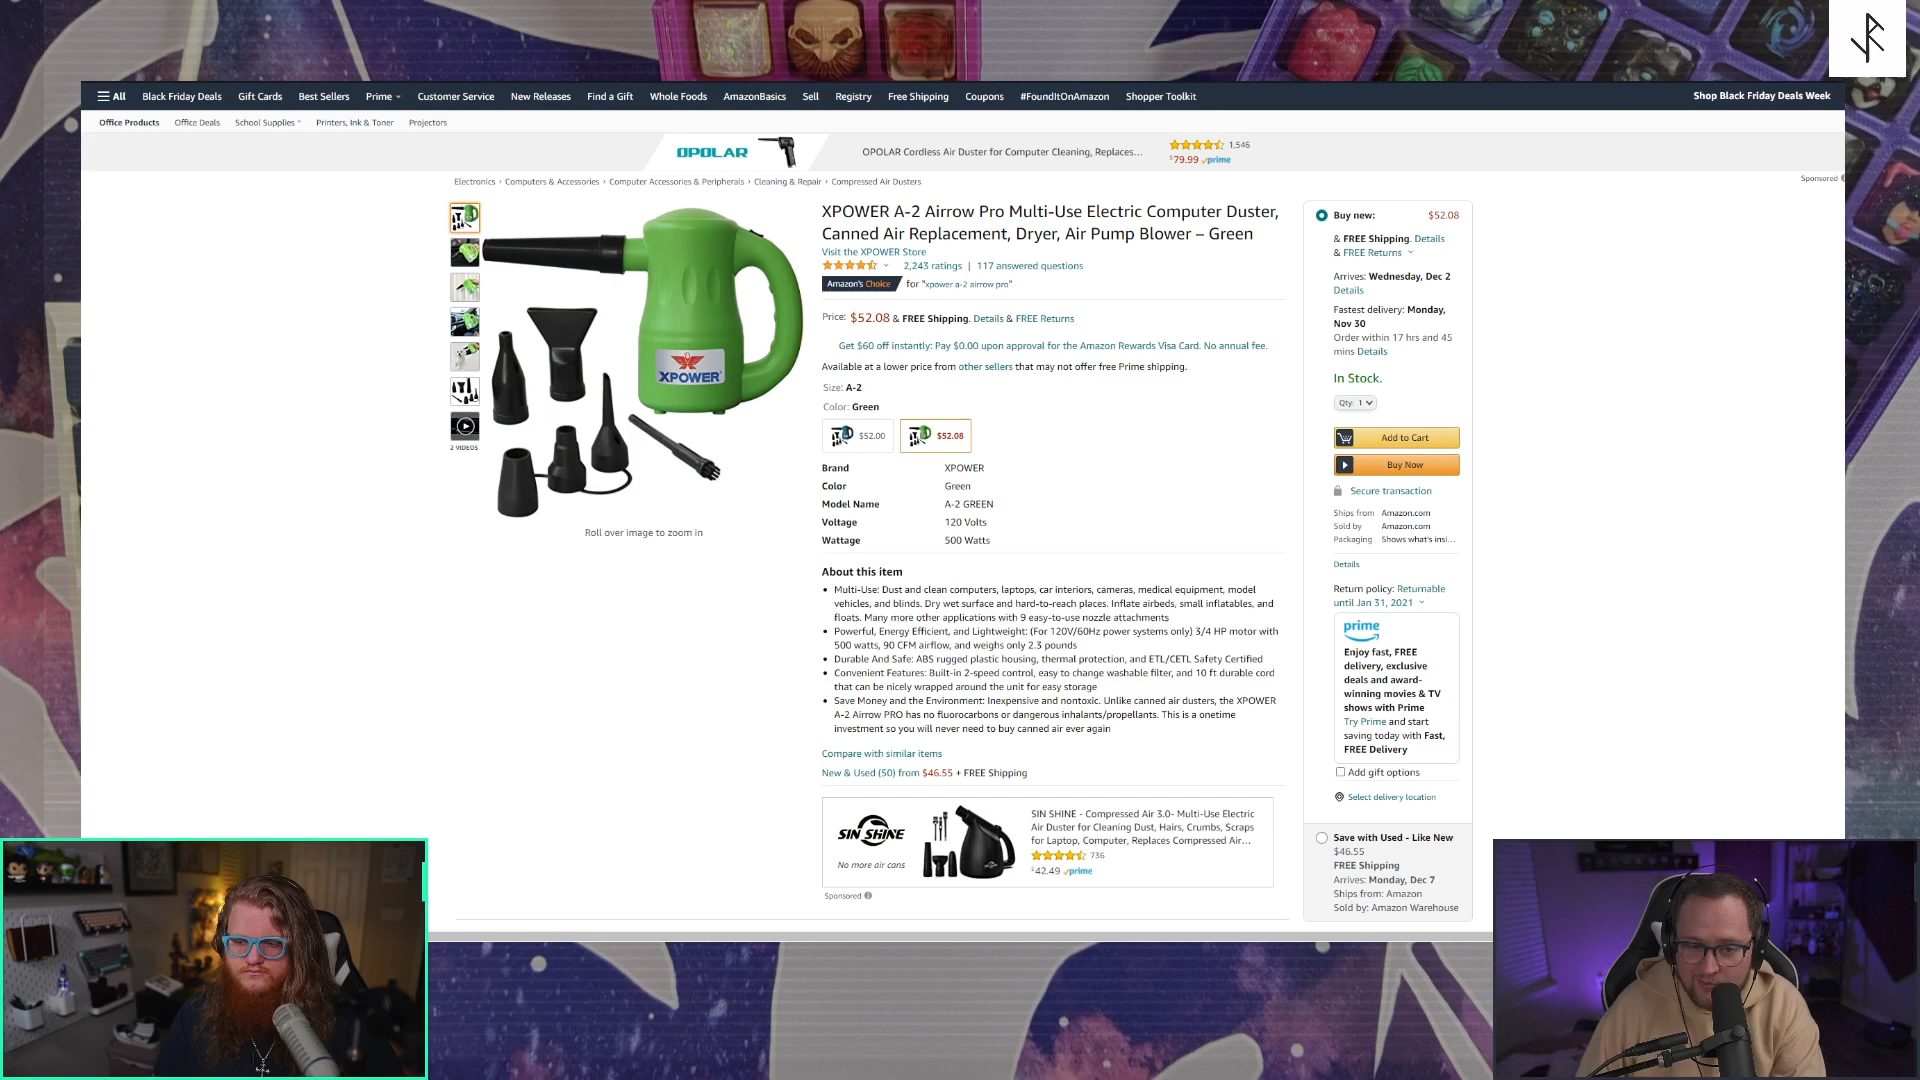 All Black Friday Deals Gift Cards Best Sellers Prime Customer Service New Releases Find a Gift Whole Foods AmazonBasics Sell Registry Free Shipping Coupons #FoundItOnAmazon Shopper Toolkit Shop Black Friday Deals Week
Office Products Office Deals School Supplies Printers, Ink & Toner Projectors
OPOLAR
OPOLAR Cordless Air Duster for Computer Cleaning, Replaces...
1,546
$79.99 prime
Sponsored
Electronics › Computers & Accessories › Computer Accessories & Peripherals › Cleaning & Repair › Compressed Air Dusters
XPOWER
2 VIDEOS
Roll over image to zoom in
XPOWER A-2 Airrow Pro Multi-Use Electric Computer Duster,
Canned Air Replacement, Dryer, Air Pump Blower – Green
Visit the XPOWER Store
2,243 ratings | 117 answered questions
Amazon's Choice for "xpower a-2 airrow pro"
Price: $52.08 & FREE Shipping. Details & FREE Returns
Get $60 off instantly: Pay $0.00 upon approval for the Amazon Rewards Visa Card. No annual fee.
Available at a lower price from other sellers that may not offer free Prime shipping.
Size: A-2
Color: Green
$52.00 $52.08
Brand XPOWER
Color Green
Model Name A-2 GREEN
Voltage 120 Volts
Wattage 500 Watts
About this item
• Multi-Use: Dust and clean computers, laptops, car interiors, cameras, medical equipment, model
vehicles, and blinds. Dry wet surface and hard-to-reach places. Inflate airbeds, small inflatables, and
floats. Many more other applications with 9 easy-to-use nozzle attachments
• Powerful, Energy Efficient, and Lightweight: (For 120V/60Hz power systems only) 3/4 HP motor with
500 watts, 90 CFM airflow, and weighs only 2.3 pounds
• Durable And Safe: ABS rugged plastic housing, thermal protection, and ETL/CETL Safety Certified
• Convenient Features: Built-in 2-speed control, easy to change washable filter, and 10 ft durable cord
that can be nicely wrapped around the unit for easy storage
• Save Money and the Environment: Inexpensive and nontoxic. Unlike canned air dusters, the XPOWER
A-2 Airrow PRO has no fluorocarbons or dangerous inhalants/propellants. This is a onetime
investment so you will never need to buy canned air ever again
Compare with similar items
New & Used (50) from $46.55 + FREE Shipping
SIN SHINE
No more air cans
SIN SHINE - Compressed Air 3.0- Multi-Use Electric
Air Duster for Cleaning Dust, Hairs, Crumbs, Scraps
for Laptop, Computer, Replaces Compressed Air...
736
$42.49 prime
Sponsored
Buy new: $52.08
& FREE Shipping. Details
& FREE Returns
Arrives: Wednesday, Dec 2
Details
Fastest delivery: Monday,
Nov 30
Order within 17 hrs and 45
mins Details
In Stock.
Qty: 1
Add to Cart
Buy Now
Secure transaction
Ships from Amazon.com
Sold by Amazon.com
Packaging Shows what's insi...
Details
Return policy: Returnable
until Jan 31, 2021
prime
Enjoy fast, FREE
delivery, exclusive
deals and award-
winning movies & TV
shows with Prime
Try Prime and start
saving today with Fast,
FREE Delivery
Add gift options
Select delivery location
Save with Used - Like New
$46.55
FREE Shipping
Arrives: Monday, Dec 7
Ships from: Amazon
Sold by: Amazon Warehouse